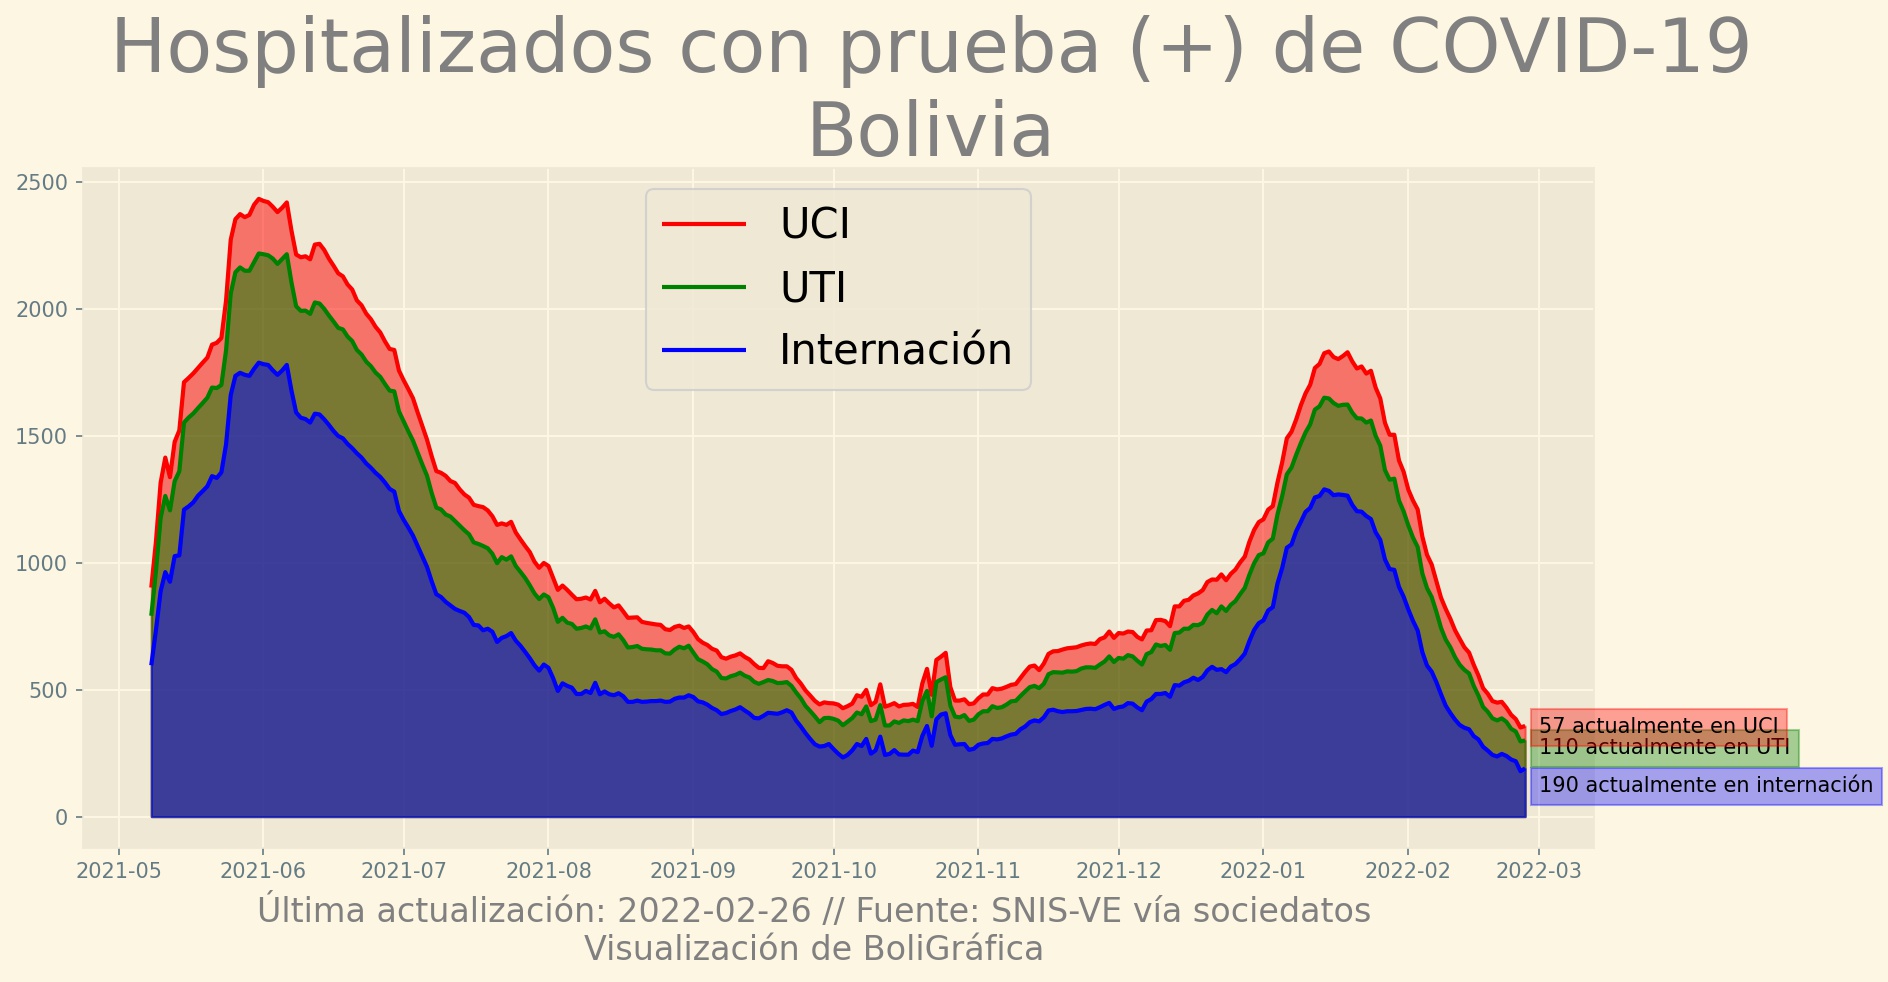 Hospitalizados con prueba (+) de COVID-19
Bolivia
2500
2000
1500
1000
500
0
UCI
UTI
Internación
57 actualmente en UCI
110 actualmente en UTI
190 actualmente en internación
2021-05 2021-06 2021-07 2021-08 2021-09 2021-10 2021-11 2021-12 2022-01 2022-02 2022-03
Última actualización: 2022-02-26 // Fuente: SNIS-VE vía sociedatos
Visualización de BoliGráfica